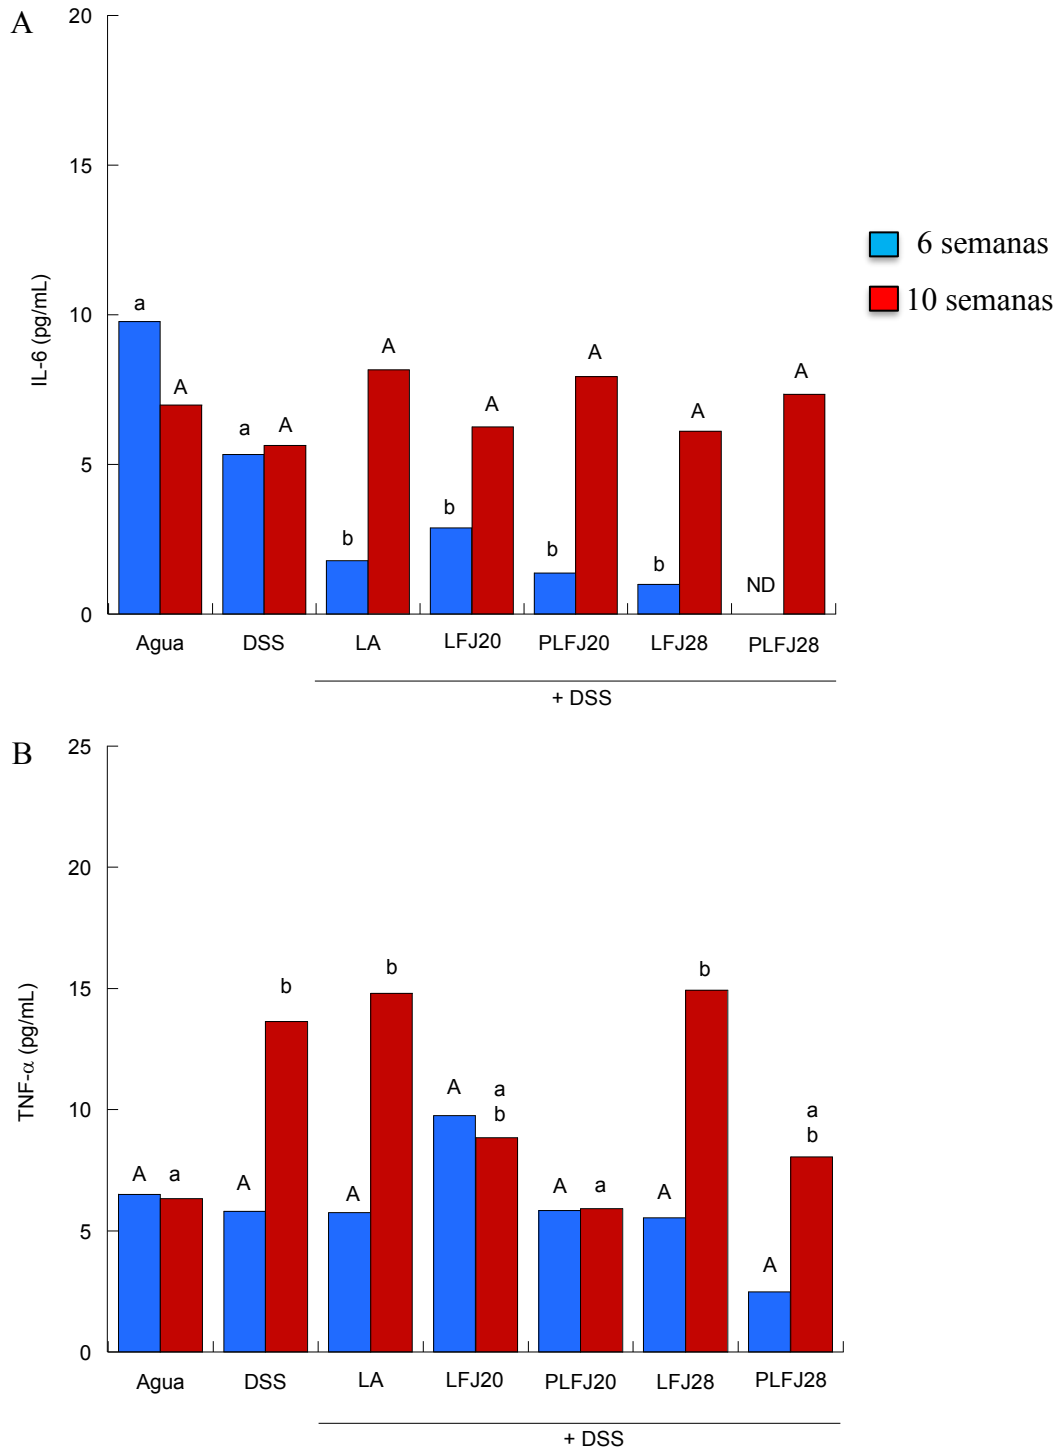 A
20
15
10
5
0
IL-6 (pg/mL)
a
A
a
A
b
A
b
A
b
A
b
A
ND
A
Agua DSS LA LFJ20 PLFJ20 LFJ28 PLFJ28
+ DSS
6 semanas
10 semanas
B
25
20
15
10
5
0
TNF-α (pg/mL)
A
a
A
b
A
b
A
a
b
A
a
A
b
A
a
b
Agua DSS LA LFJ20 PLFJ20 LFJ28 PLFJ28
+ DSS